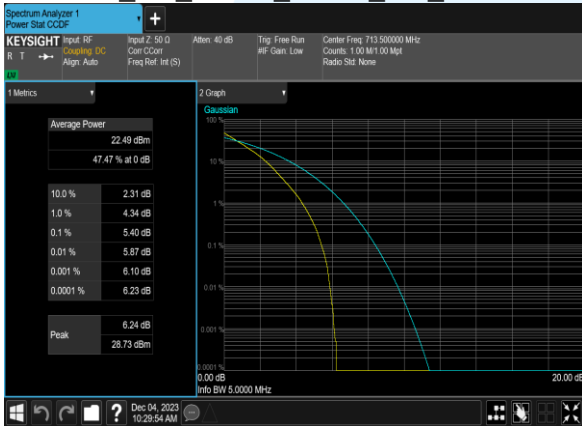 Spectrum Analyzer 1
Power Stat CCDF
+
KEYSIGHT
R T
LXI
Input: RF
Coupling: DC
Align: Auto
Input Z: 50 Ω
Corr CCorr
Freq Ref: Int (S)
Atten: 40 dB
Trig: Free Run
#IF Gain: Low
Center Freq: 713.500000 MHz
Counts: 1.00 M/1.00 Mpt
Radio Std: None
1 Metrics
Average Power
22.49 dBm
47.47 % at 0 dB
10.0 % 2.31 dB
1.0 % 4.34 dB
0.1 % 5.40 dB
0.01 % 5.87 dB
0.001 % 6.10 dB
0.0001 % 6.23 dB
Peak
6.24 dB
28.73 dBm
2 Graph
Gaussian
100 %
10 %
1 %
0.1 %
0.01 %
0.001 %
0.0001 %
0.00 dB
20.00 dB
Info BW 5.0000 MHz
?
Dec 04, 2023
10:29:54 AM